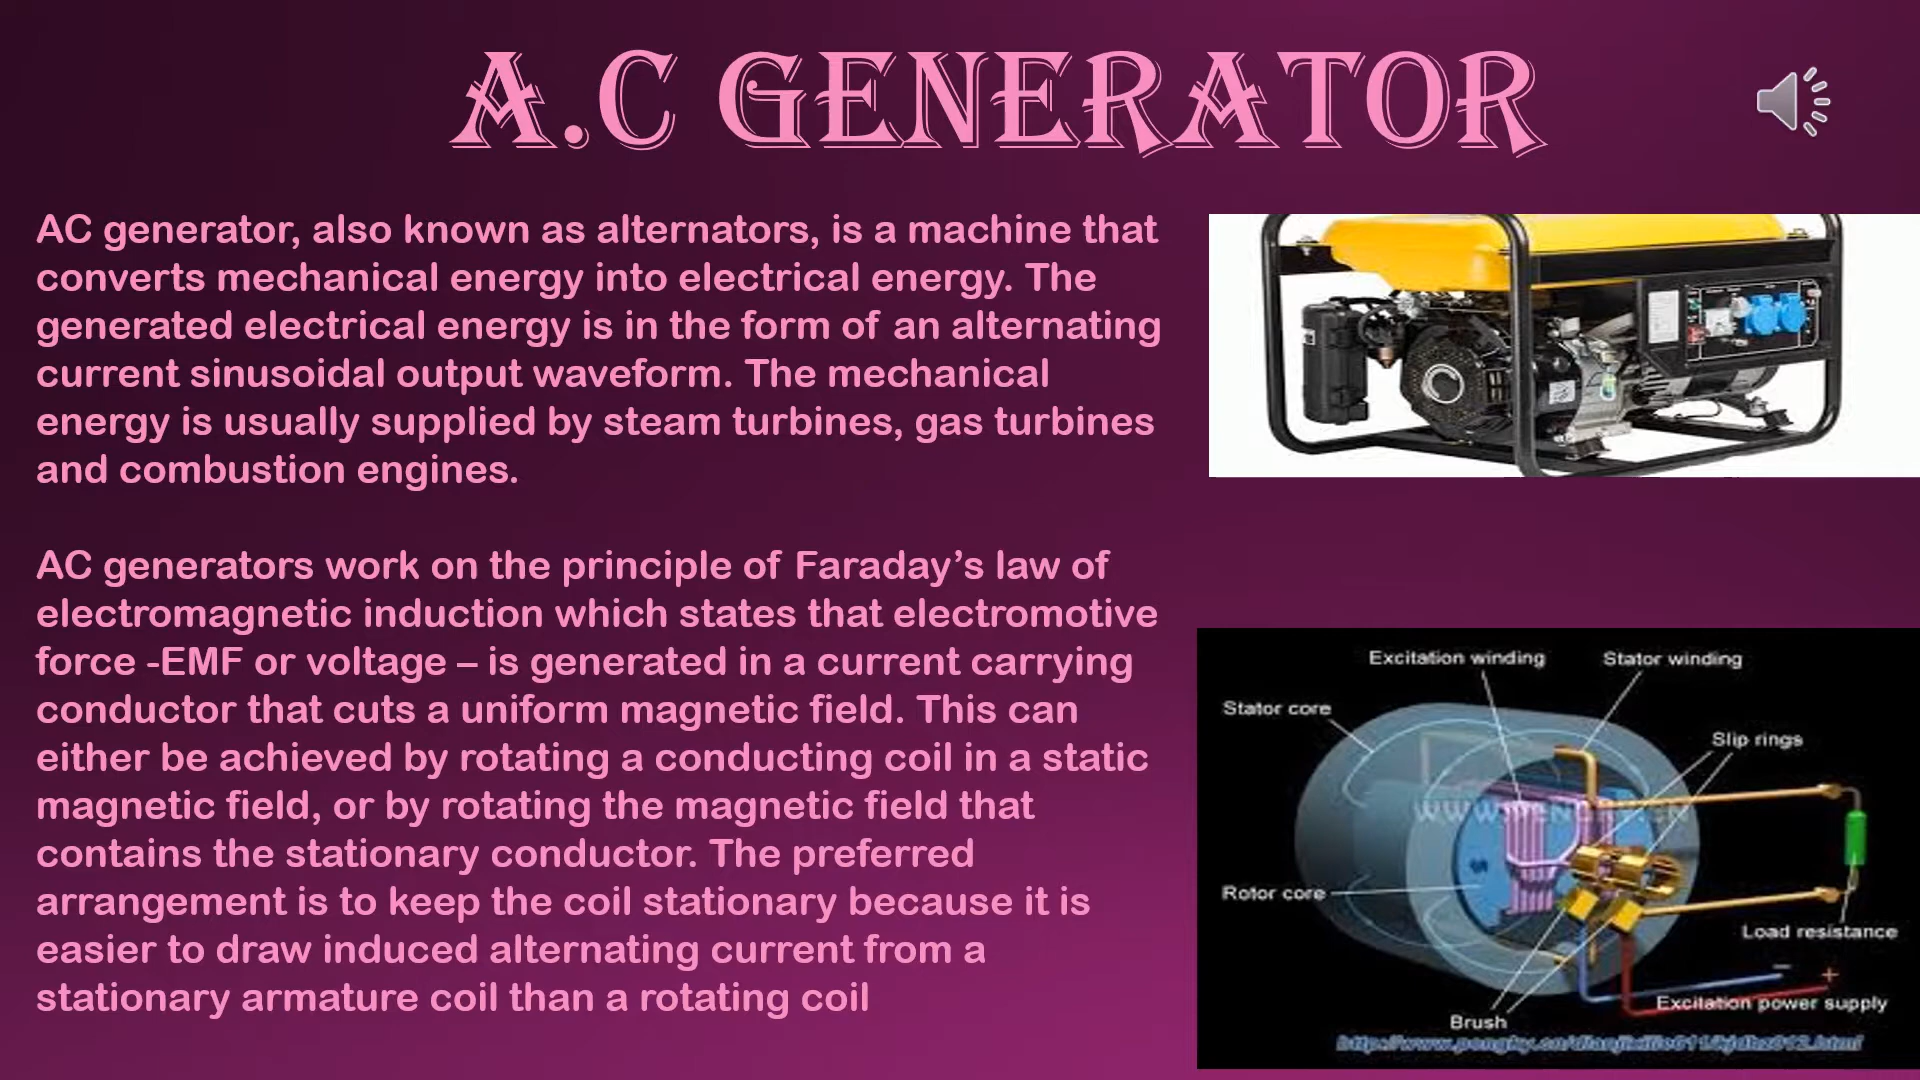 A.C GENERATOR
AC generator, also known as alternators, is a machine that
converts mechanical energy into electrical energy. The
generated electrical energy is in the form of an alternating
current sinusoidal output waveform. The mechanical
energy is usually supplied by steam turbines, gas turbines
and combustion engines.
AC generators work on the principle of Faraday’s law of
electromagnetic induction which states that electromotive
force -EMF or voltage – is generated in a current carrying
conductor that cuts a uniform magnetic field. This can
either be achieved by rotating a conducting coil in a static
magnetic field, or by rotating the magnetic field that
contains the stationary conductor. The preferred
arrangement is to keep the coil stationary because it is
easier to draw induced alternating current from a
stationary armature coil than a rotating coil
Excitation winding
Stator winding
Stator core
Slip rings
Rotor core
Load resistance
– +
Excitation power supply
Brush